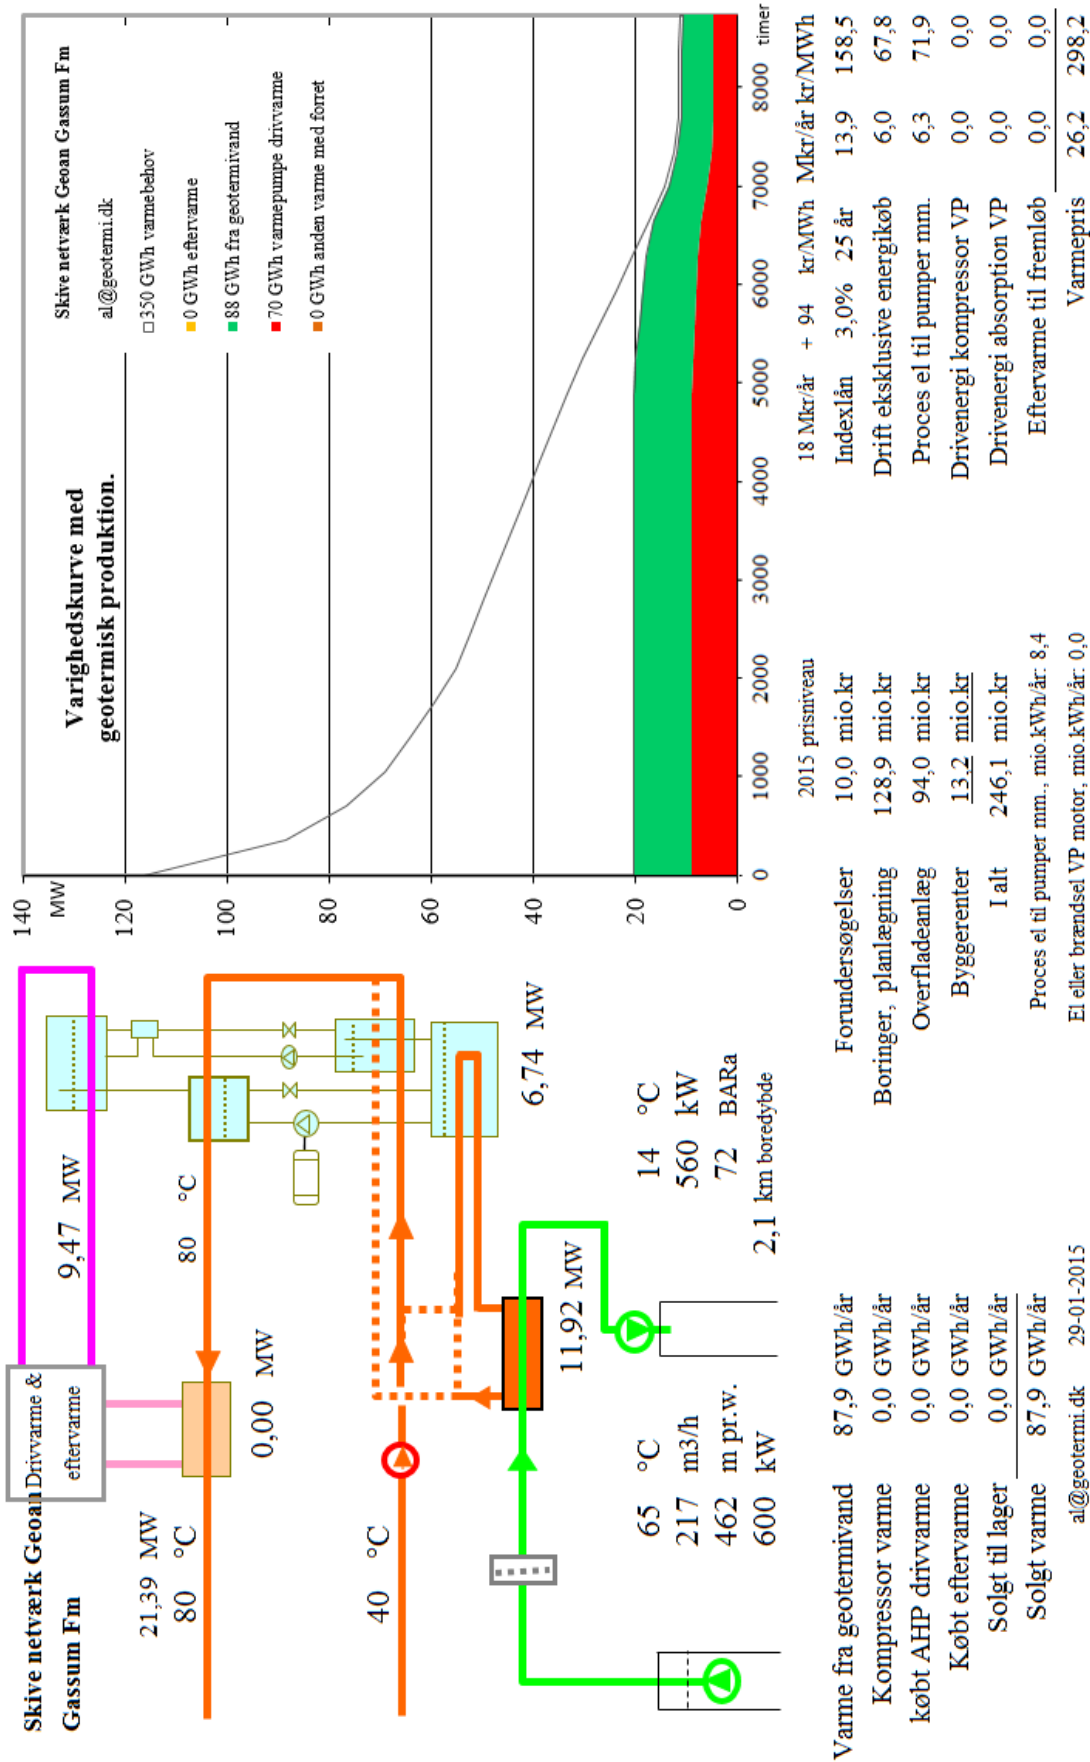 Skive netværk Geoan
Gassum Fm
Drivvarme &
eftervarme
9,47 MW
21,39 MW
80 °C
0,00 MW
80 °C
40 °C
6,74 MW
11,92 MW
65 °C
217 m3/h
462 m pr.w.
600 kW
14 °C
560 kW
72 BARa
2,1 km boredybde
Varighedskurve med
geotermisk produktion.
Skive netværk Geoan Gassum Fm
al@geotermi.dk
350 GWh varmebehov
0 GWh eftervarme
88 GWh fra geotermivand
70 GWh varmepumpe drivvarme
0 GWh anden varme med forret
140
MW
120
100
80
60
40
20
0
0 1000 2000 3000 4000 5000 6000 7000 8000 timer
Varme fra geotermivand 87,9 GWh/år
Kompressor varme 0,0 GWh/år
købt AHP drivvarme 0,0 GWh/år
Købt eftervarme 0,0 GWh/år
Solgt til lager 0,0 GWh/år
Solgt varme 87,9 GWh/år
al@geotermi.dk 29-01-2015
2015 prisniveau
Forundersøgelser 10,0 mio.kr
Boringer, planlægning 128,9 mio.kr
Overfladeanlæg 94,0 mio.kr
Byggerenter 13,2 mio.kr
I alt 246,1 mio.kr
Proces el til pumper mm., mio.kWh/år: 8,4
El eller brændsel VP motor, mio.kWh/år: 0,0
18 Mkr/år + 94 kr/MWh Mkr/år kr/MWh
Indexlån 3,0% 25 år 13,9 158,5
Drift eksklusive energikøb 6,0 67,8
Proces el til pumper mm. 6,3 71,9
Drivenergi kompressor VP 0,0 0,0
Drivenergi absorption VP 0,0 0,0
Eftervarme til fremløb 0,0 0,0
Varmepris 26,2 298,2